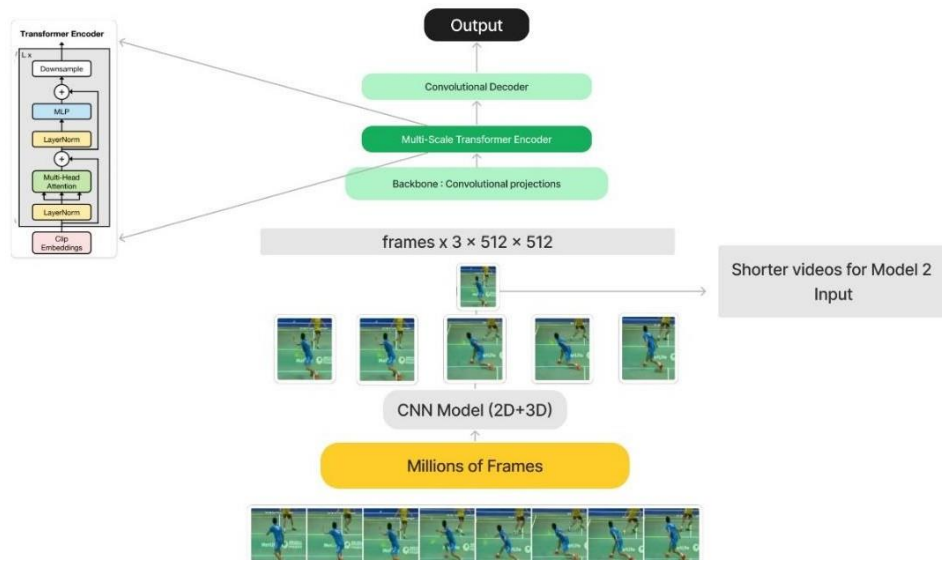 Output
Transformer Encoder
L x
Downsample
Convolutional Decoder
+
MLP
Multi-Scale Transformer Encoder
LayerNorm
+
Multi-Head
Attention
Backbone : Convolutional projections
LayerNorm
Clip
Embeddings
frames x 3 × 512 × 512
Shorter videos for Model 2
Input
CNN Model (2D+3D)
Millions of Frames